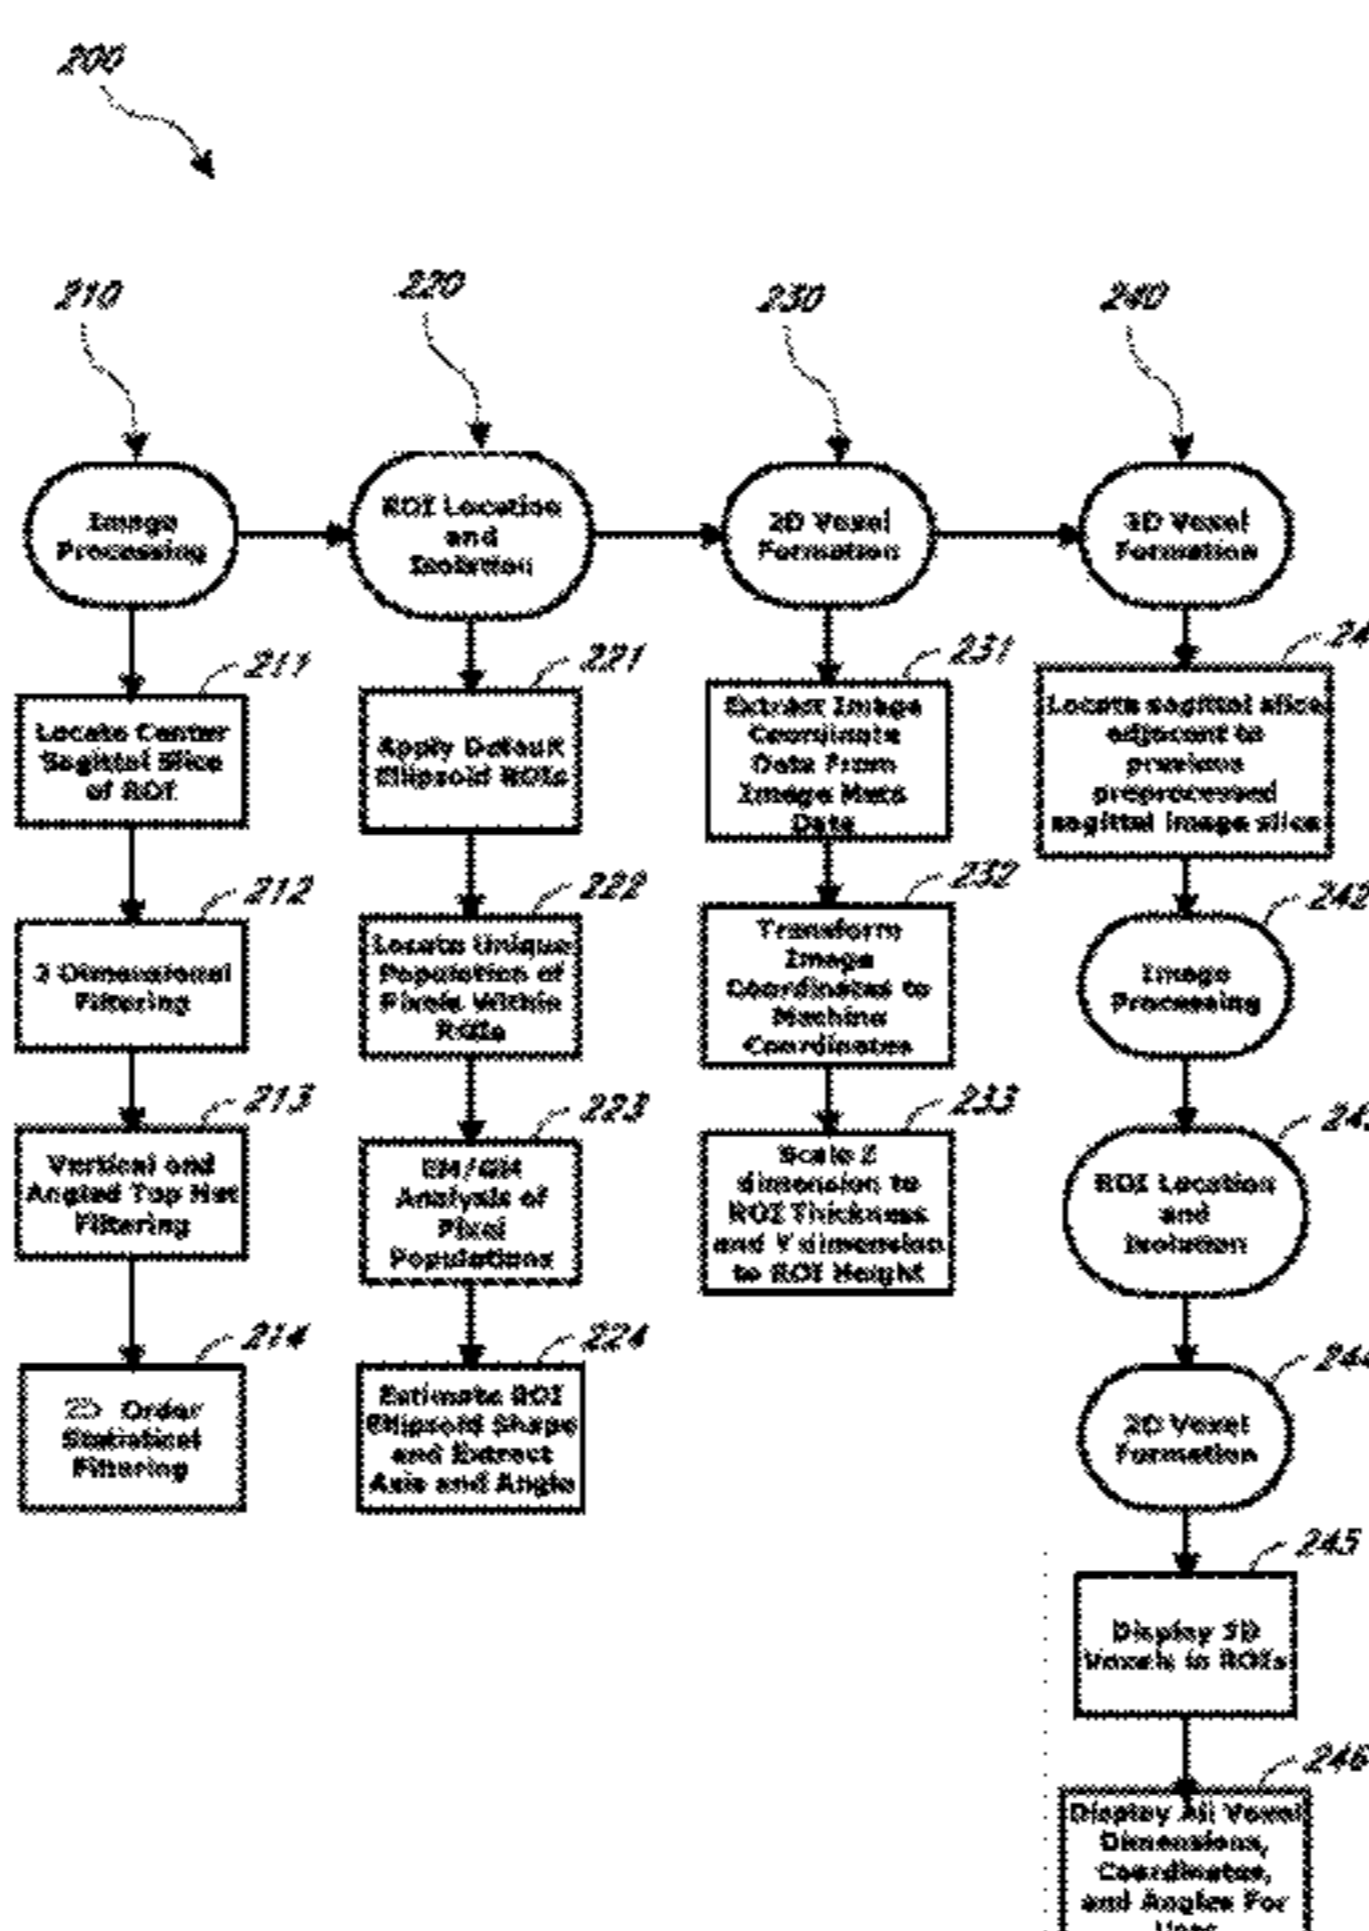 200
210
220
230
240
Image
Processing
ROI Location
and
Isolation
2D Voxel
Formation
3D Voxel
Formation
211
Locate Center
Sagittal Slice
of ROI
212
2 Dimensional
Filtering
213
Vertical and
Angled Top Hat
Filtering
214
2D Order
Statistical
Filtering
221
Apply Default
Ellipsoid ROIs
222
Locate Unique
Population of
Pixels Within
ROIs
223
EM/GM
Analysis of
Pixel
Populations
224
Estimate ROI
Ellipsoid Shape
and Extract
Axis and Angle
231
Extract Image
Coordinate
Data From
Image Meta
Data
232
Transform
Image
Coordinates to
Machine
Coordinates
233
Scale Z
dimension to
ROI Thickness
and Y dimension
to ROI Height
24
Locate sagittal slice
adjacent to
previous
preprocessed
sagittal image slice
242
Image
Processing
243
ROI Location
and
Isolation
244
2D Voxel
Formation
245
Display 3D
Voxels in ROIs
246
Display All Voxel
Dimensions,
Coordinates,
and Angles For
User